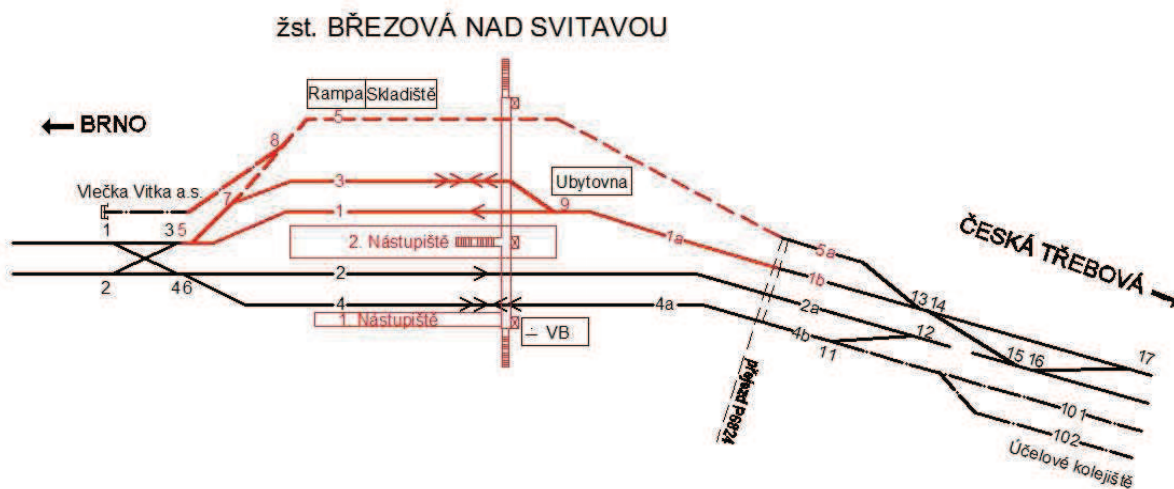 žst. BŘEZOVÁ NAD SVITAVOU
Rampa Skladiště
BRNO
5
8
Vlečka Vitka a.s.
7
3
Ubytovna
9
1
1 3 5
1
1a
2. Nástupiště
5a
ČESKÁ TŘEBOVÁ
1b
2
2 4 6
4
4a
2a
13 14
1. Nástupiště
VB
4b
11
12
15 16
17
přejezd P6824
101
102
Účelové kolejiště